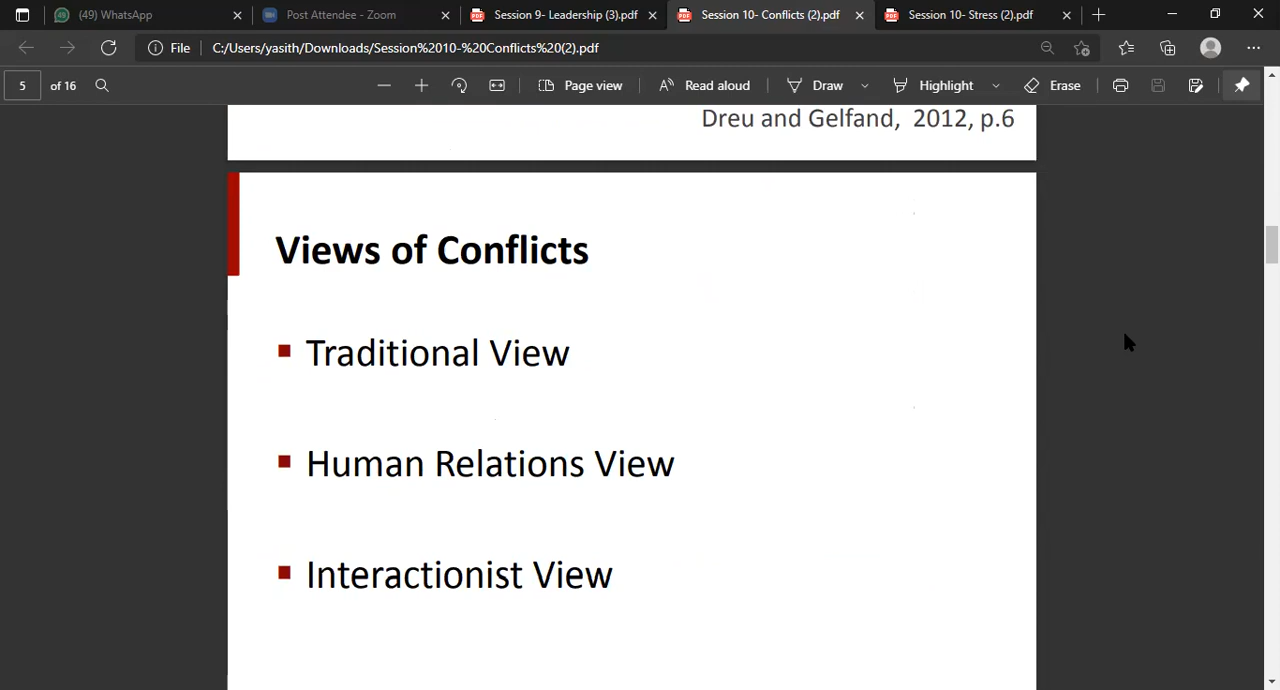 (49) WhatsApp
Post Attendee - Zoom
Session 9- Leadership (3).pdf
Session 10- Conflicts (2).pdf
Session 10- Stress (2).pdf
File
C:/Users/yasith/Downloads/Session%2010-%20Conflicts%20(2).pdf
5 of 16
Page view
Read aloud
Draw
Highlight
Erase
Dreu and Gelfand, 2012, p.6
Views of Conflicts
Traditional View
Human Relations View
Interactionist View